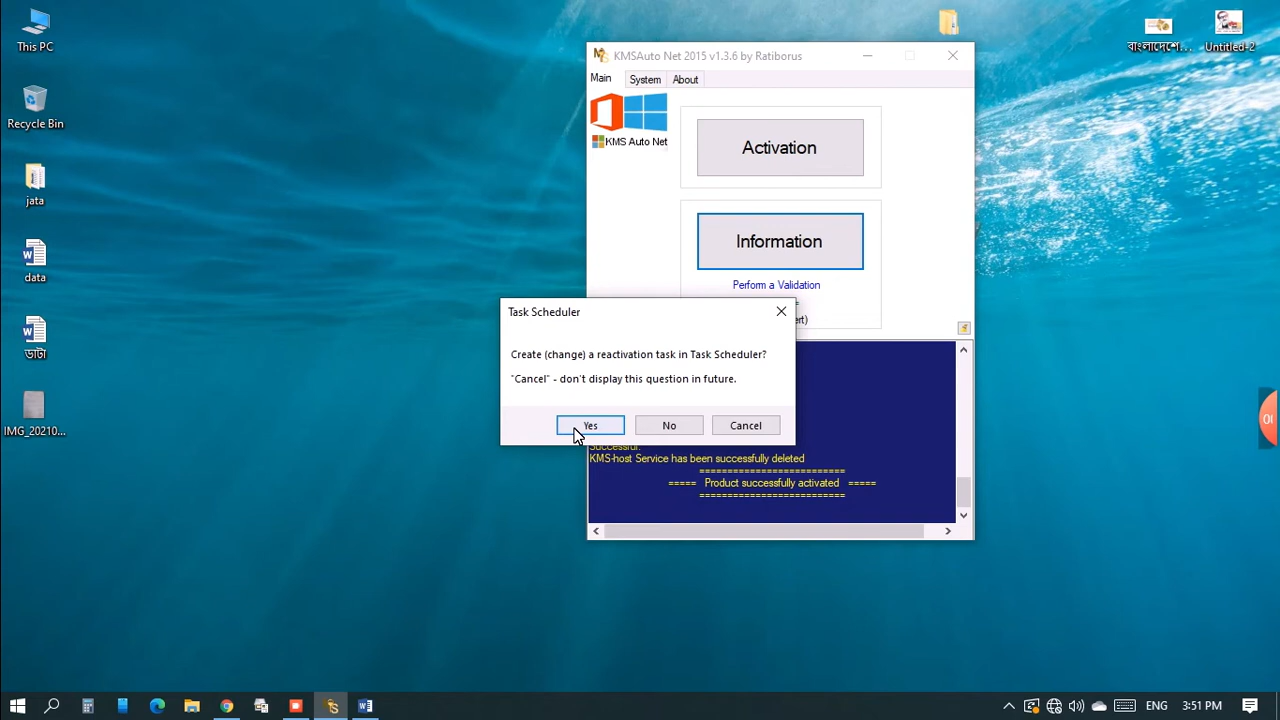 This PC
Recycle Bin
jata
data
ডাটা
IMG_20210...
বাংলাদেশে...
Untitled-2
KMSAuto Net 2015 v1.3.6 by Ratiborus
Main
System
About
KMS Auto Net
Activation
Information
Perform a Validation
=
ert)
Task Scheduler
Create (change) a reactivation task in Task Scheduler?
"Cancel" - don't display this question in future.
Yes
No
Cancel
Successful.
KMS-host Service has been successfully deleted
==========================
===== Product successfully activated =====
==========================
ENG
3:51 PM